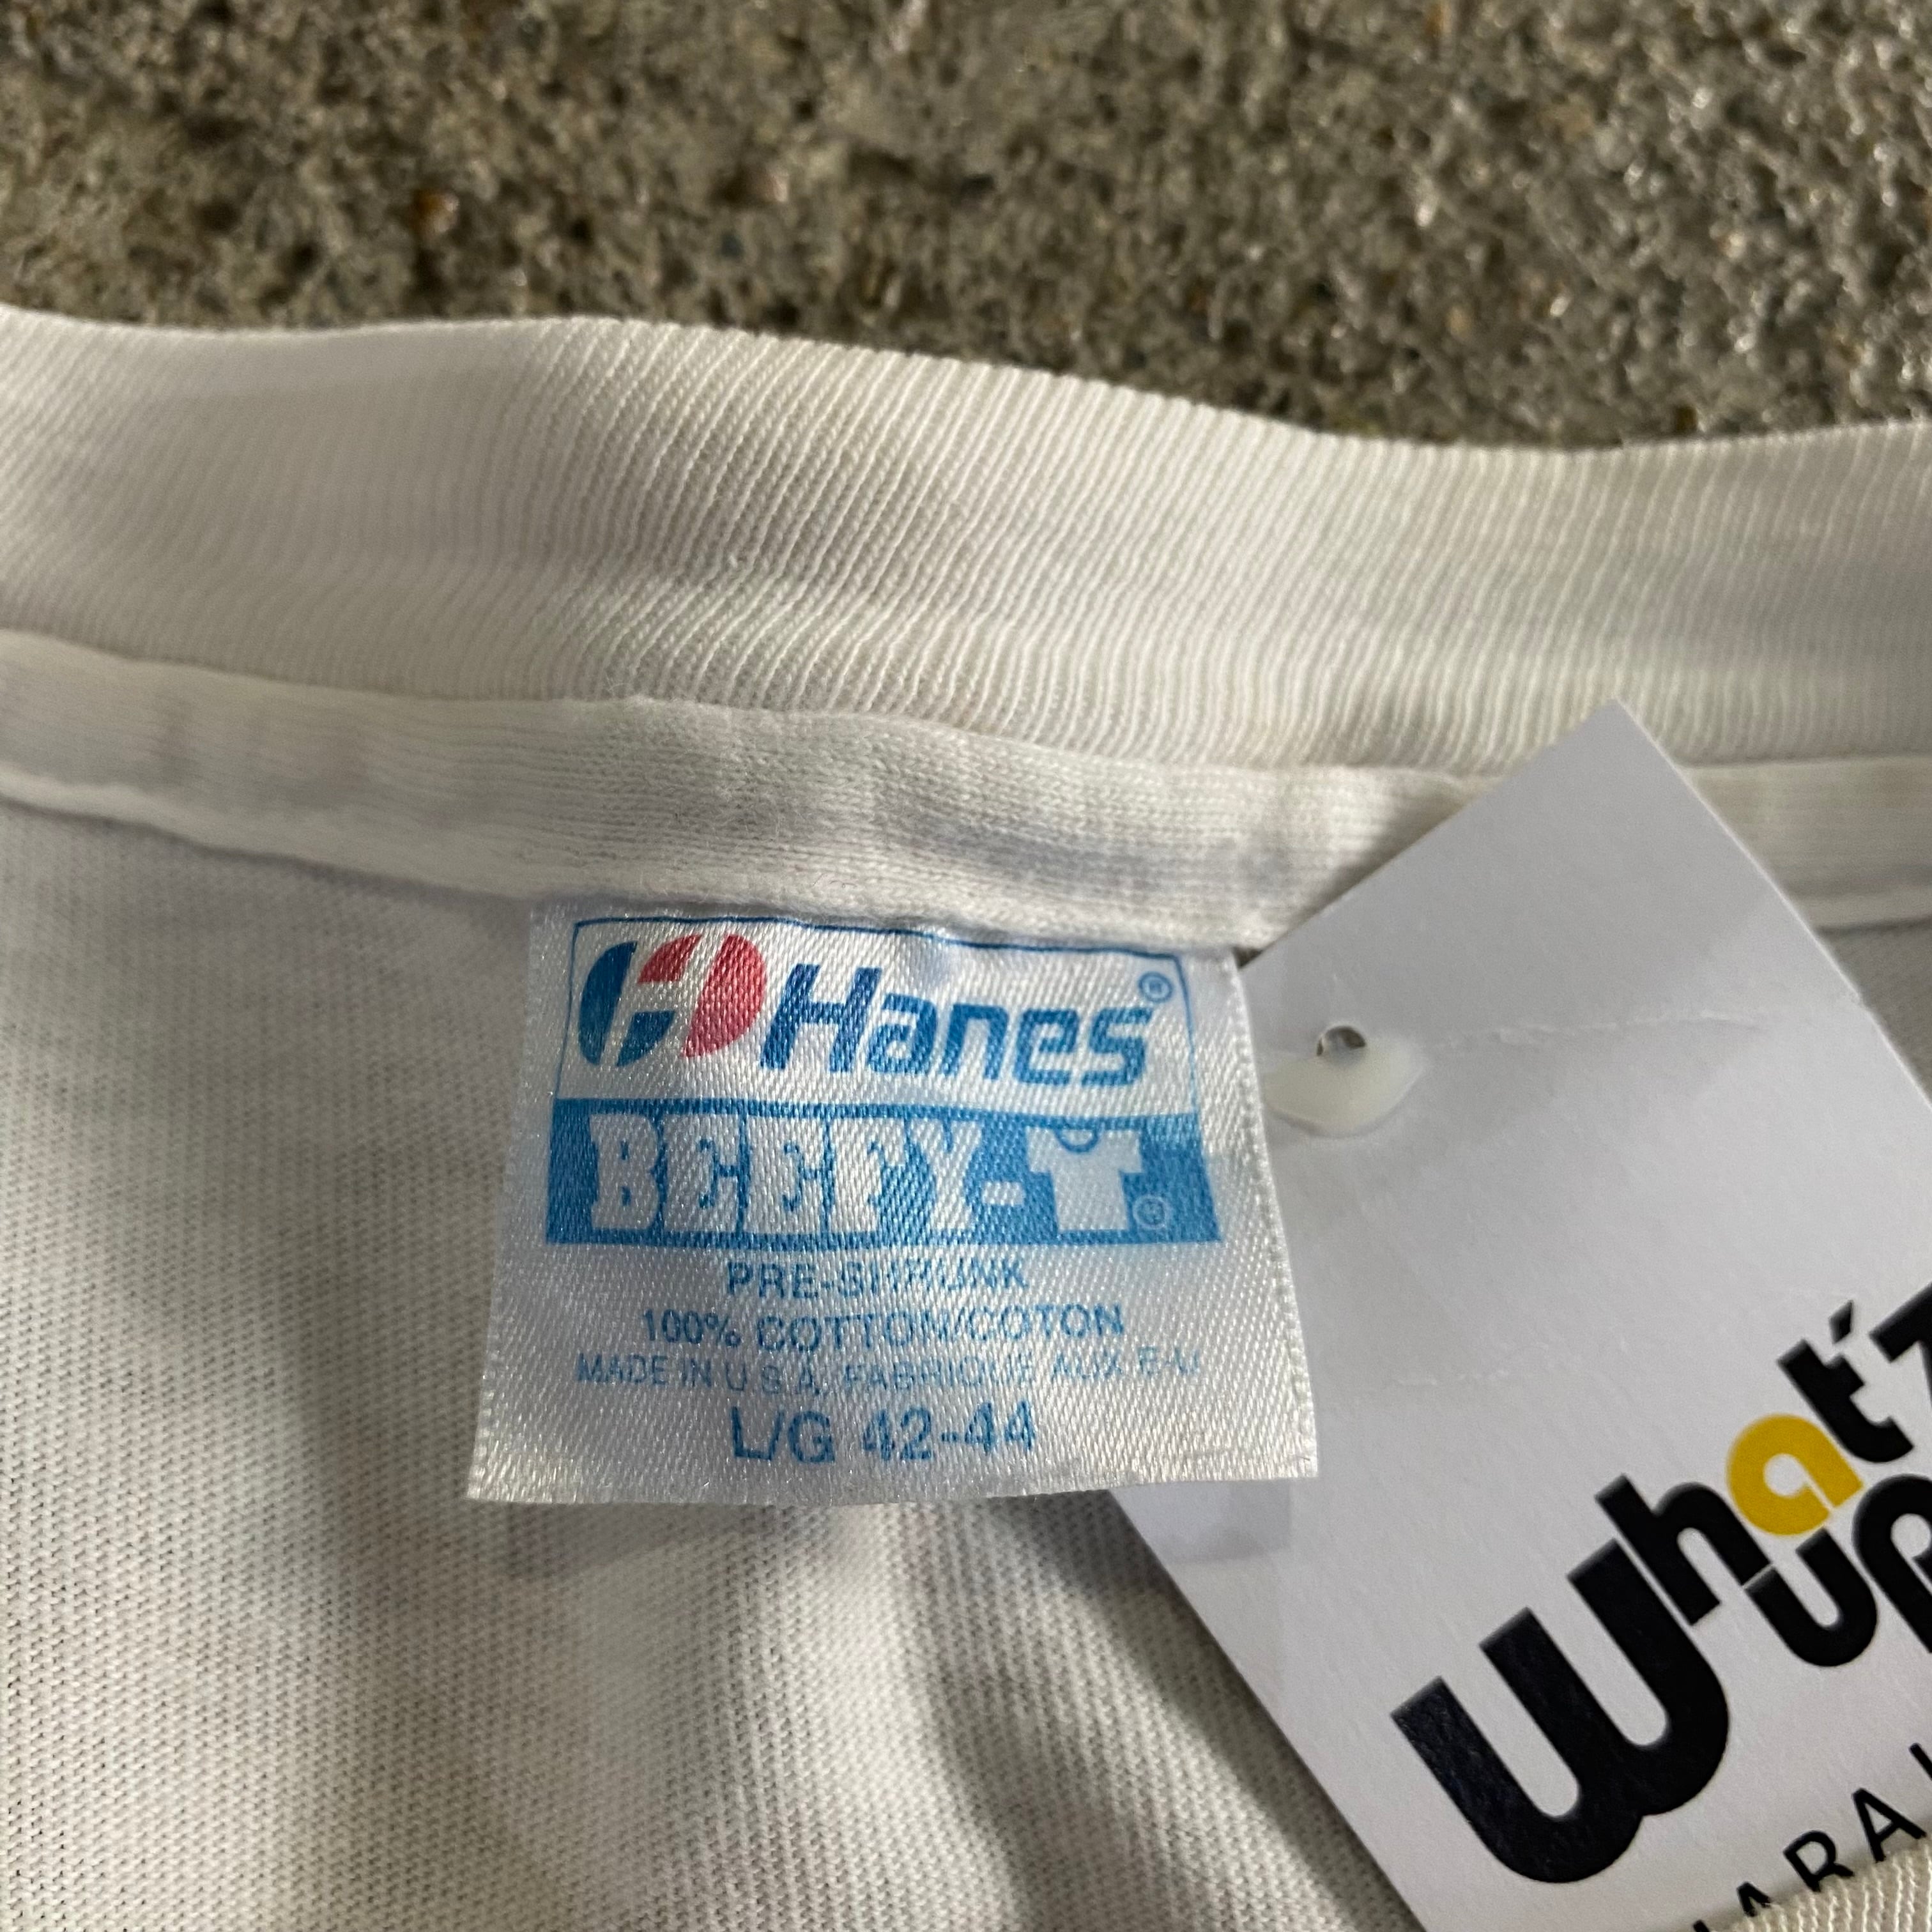 Hanes®
BEEFY-T®
PRE-SHRUNK
100% COTTON/COTON
MADE IN U.S.A. FABRIQUE AUX E-U
L/G 42-44
What'z
up